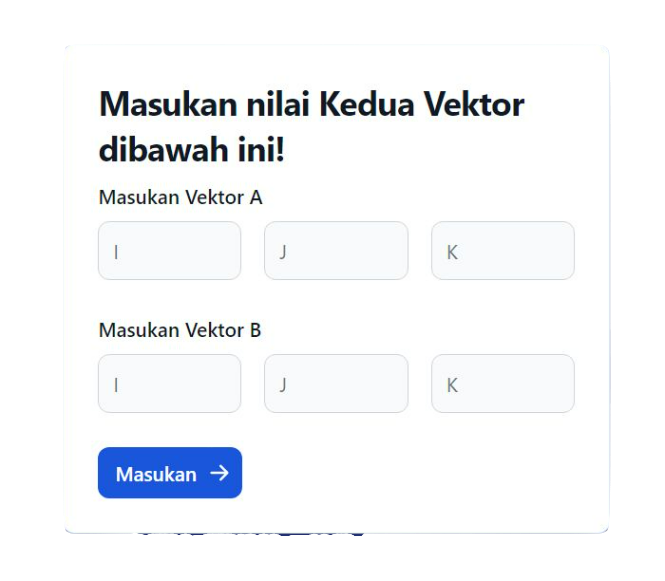 Masukan nilai Kedua Vektor
dibawah ini!
Masukan Vektor A
I J K
Masukan Vektor B
I J K
Masukan →